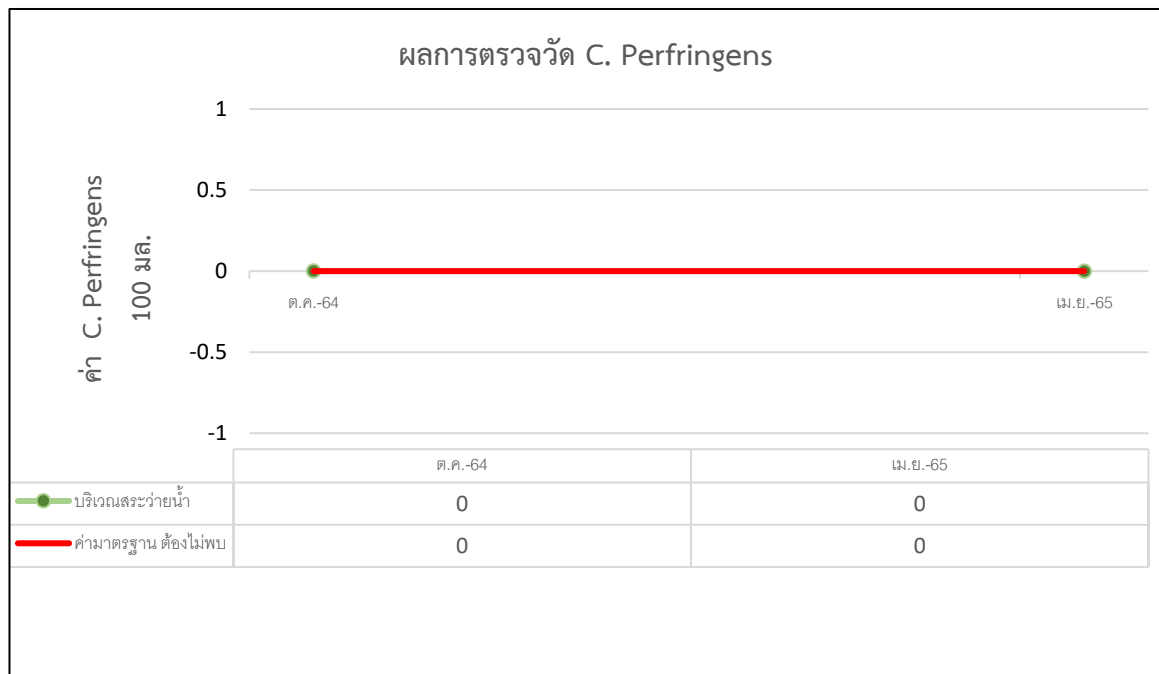 ผลการตรวจวัด C. Perfringens
ค่า C. Perfringens
100 มล.
1
0.5
0
-0.5
-1
ต.ค.-64 เม.ย.-65
ต.ค.-64 เม.ย.-65
บริเวณสระว่ายน้ำ 0 0
ค่ามาตรฐาน ต้องไม่พบ 0 0